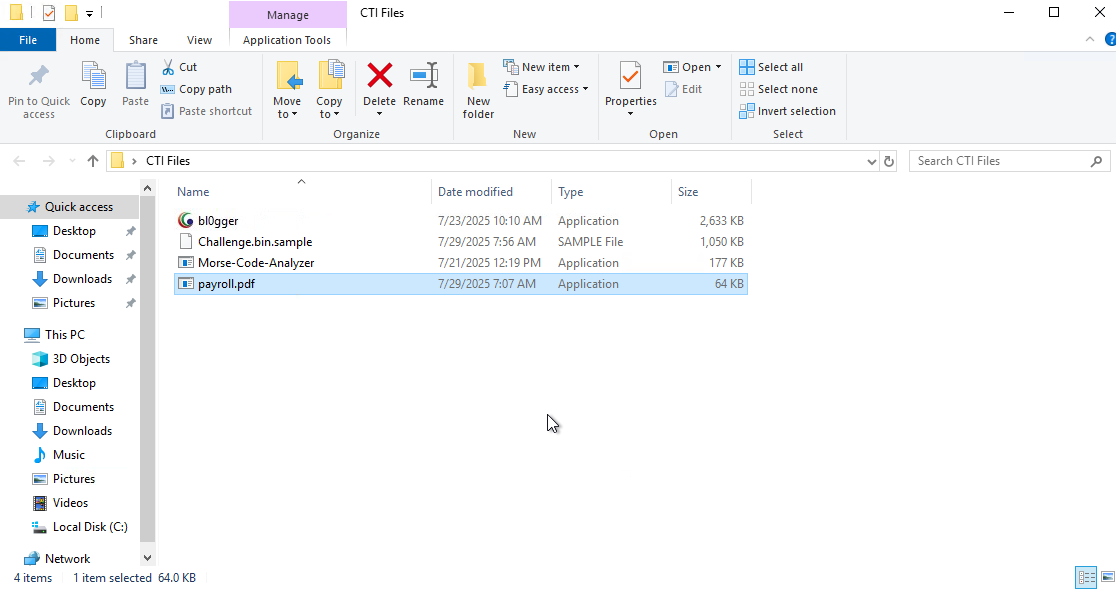 Manage CTI Files
File Home Share View Application Tools
Pin to Quick access
Copy
Paste
Cut
Copy path
Paste shortcut
Clipboard
Move to
Copy to
Delete
Rename
Organize
New folder
New item
Easy access
New
Properties
Open
Edit
Open
Select all
Select none
Invert selection
Select
CTI Files
Search CTI Files
Quick access
Desktop
Documents
Downloads
Pictures
This PC
3D Objects
Desktop
Documents
Downloads
Music
Pictures
Videos
Local Disk (C:)
Network
Name Date modified Type Size
bl0gger 7/23/2025 10:10 AM Application 2,633 KB
Challenge.bin.sample 7/29/2025 7:56 AM SAMPLE File 1,050 KB
Morse-Code-Analyzer 7/21/2025 12:19 PM Application 177 KB
payroll.pdf 7/29/2025 7:07 AM Application 64 KB
4 items 1 item selected 64.0 KB